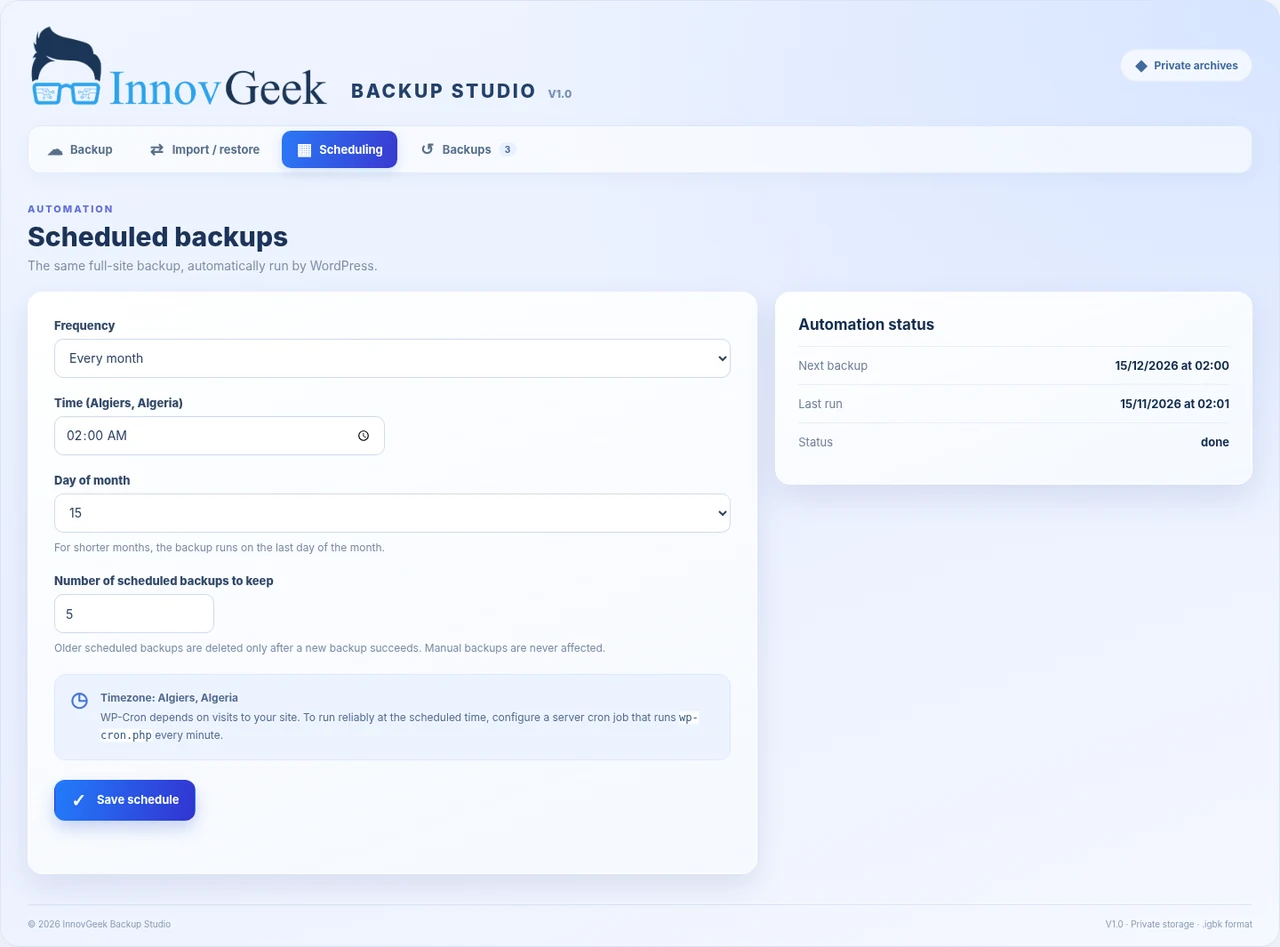 InnovGeek BACKUP STUDIO V1.0
Private archives
Backup
Import / restore
Scheduling
Backups 3
AUTOMATION
Scheduled backups
The same full-site backup, automatically run by WordPress.
Frequency
Every month
Time (Algiers, Algeria)
02:00 AM
Day of month
15
For shorter months, the backup runs on the last day of the month.
Number of scheduled backups to keep
5
Older scheduled backups are deleted only after a new backup succeeds. Manual backups are never affected.
Timezone: Algiers, Algeria
WP-Cron depends on visits to your site. To run reliably at the scheduled time, configure a server cron job that runs wp-
cron.php every minute.
Save schedule
Automation status
Next backup 15/12/2026 at 02:00
Last run 15/11/2026 at 02:01
Status done
© 2026 InnovGeek Backup Studio
V1.0 · Private storage · .igbk format